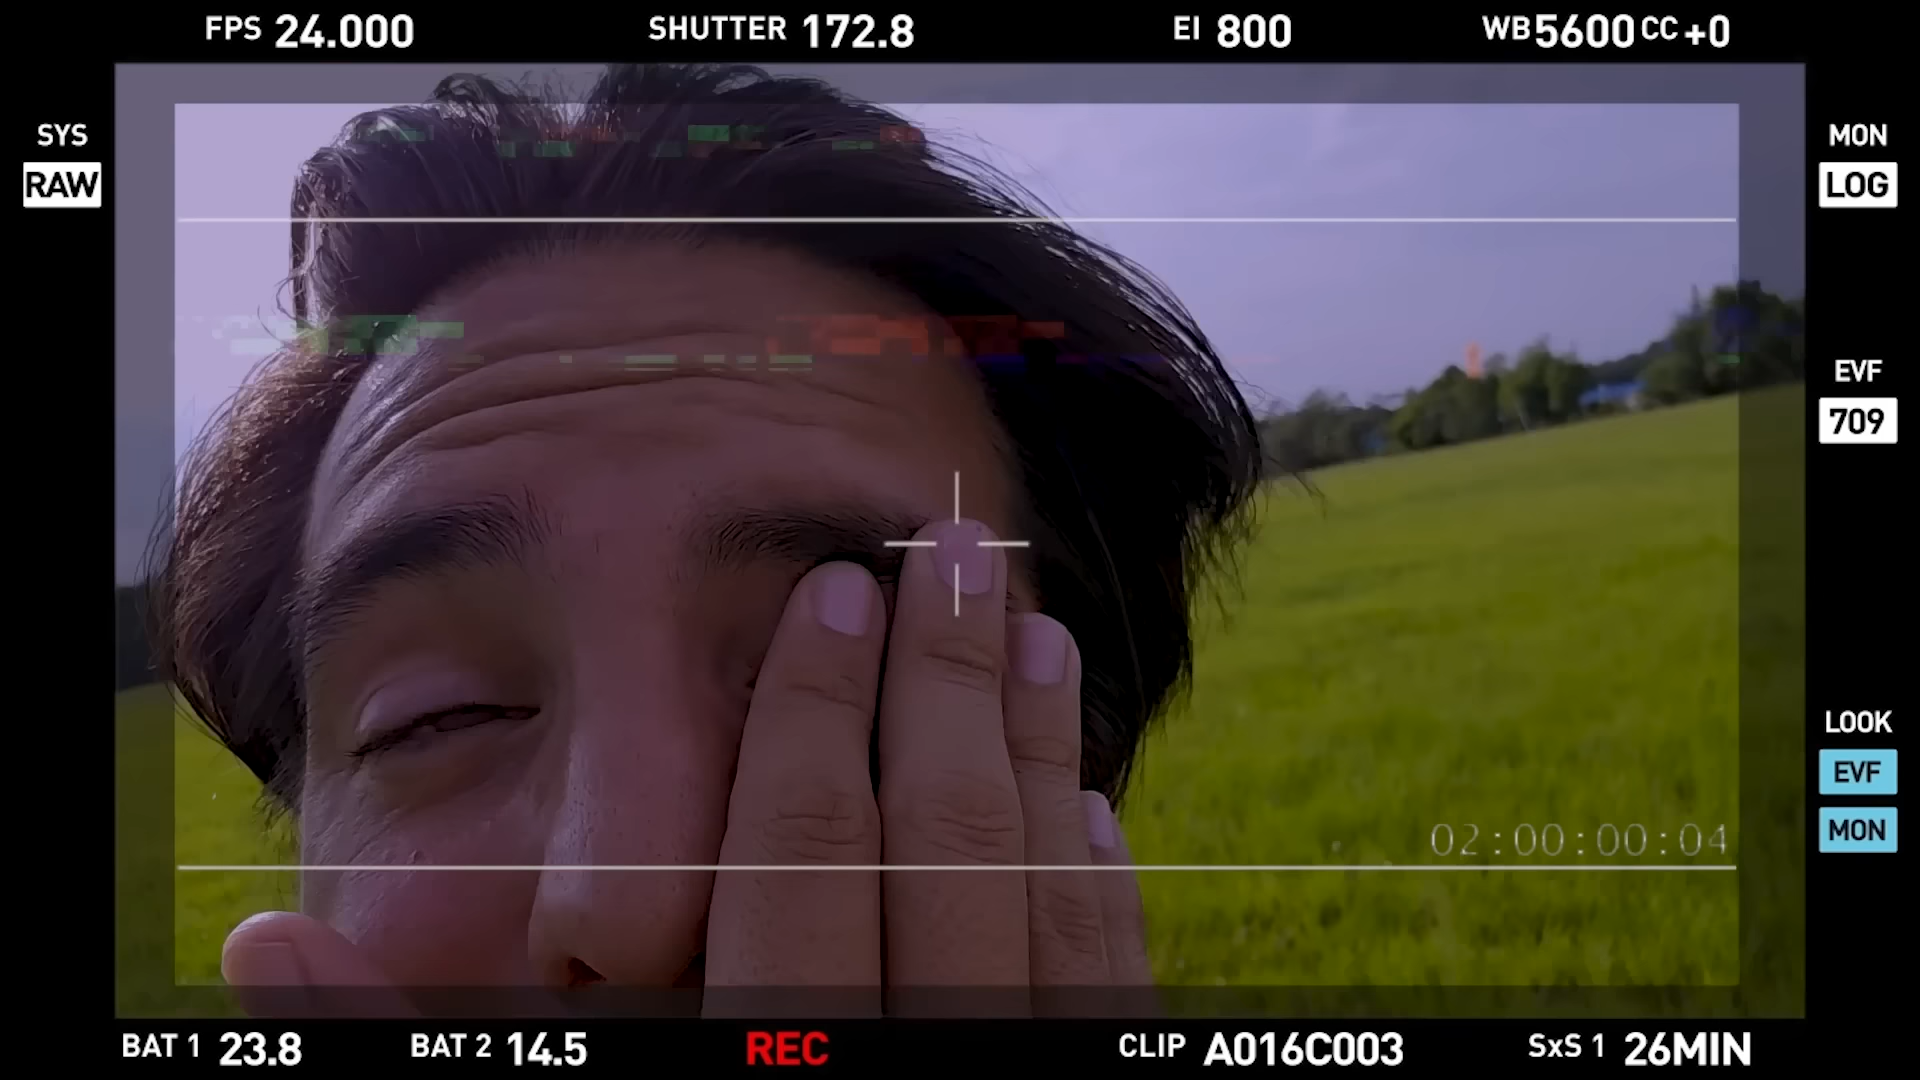 FPS 24.000 SHUTTER 172.8 EI 800 WB 5600 CC +0
SYS
RAW
MON
LOG
EVF
709
LOOK
EVF
MON
02:00:00:04
BAT 1 23.8 BAT 2 14.5 REC CLIP A016C003 SxS 1 26MIN